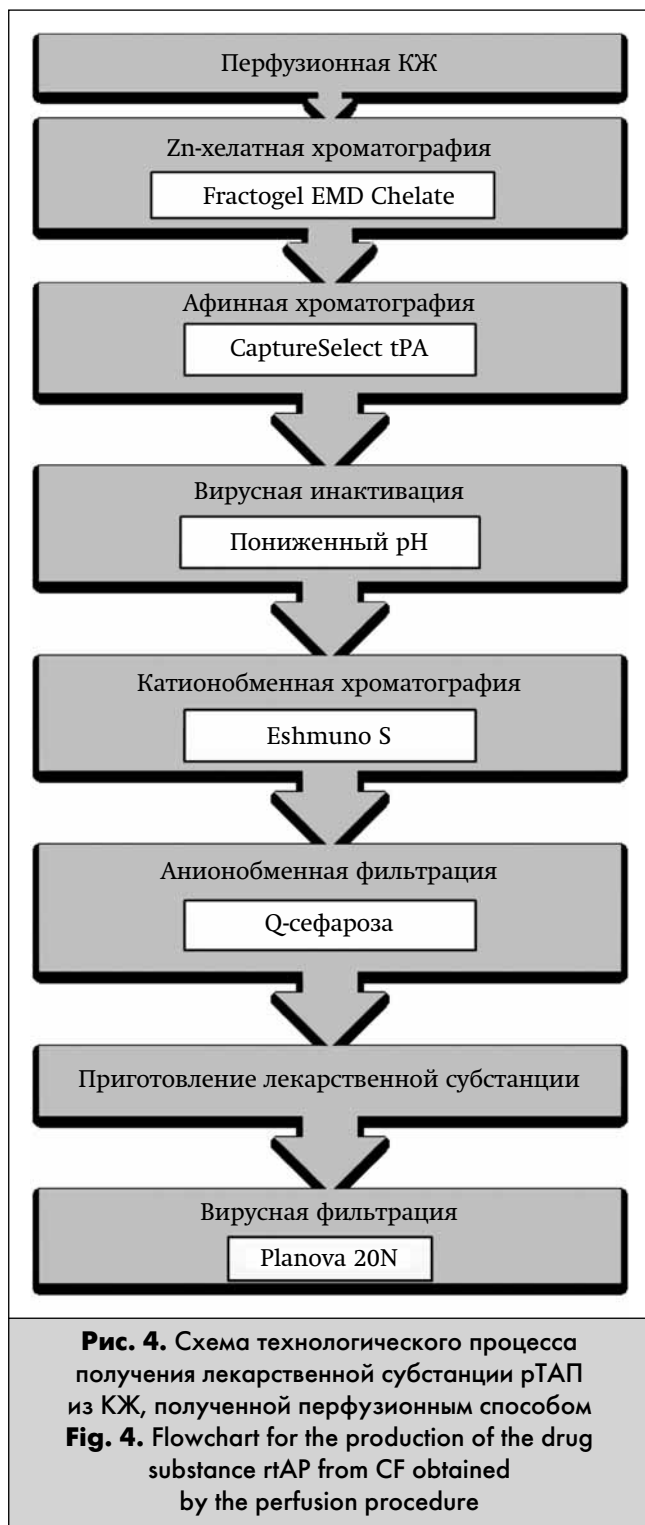 Перфузионная КЖ
Zn-хелатная хроматография
Fractogel EMD Chelate
Афинная хроматография
CaptureSelect tPA
Вирусная инактивация
Пониженный pH
Катионобменная хроматография
Eshmuno S
Анионобменная фильтрация
Q-сефароза
Приготовление лекарственной субстанции
Вирусная фильтрация
Planova 20N
Рис. 4. Схема технологического процесса
получения лекарственной субстанции рТАП
из КЖ, полученной перфузионным способом
Fig. 4. Flowchart for the production of the drug
substance rtAP from CF obtained
by the perfusion procedure